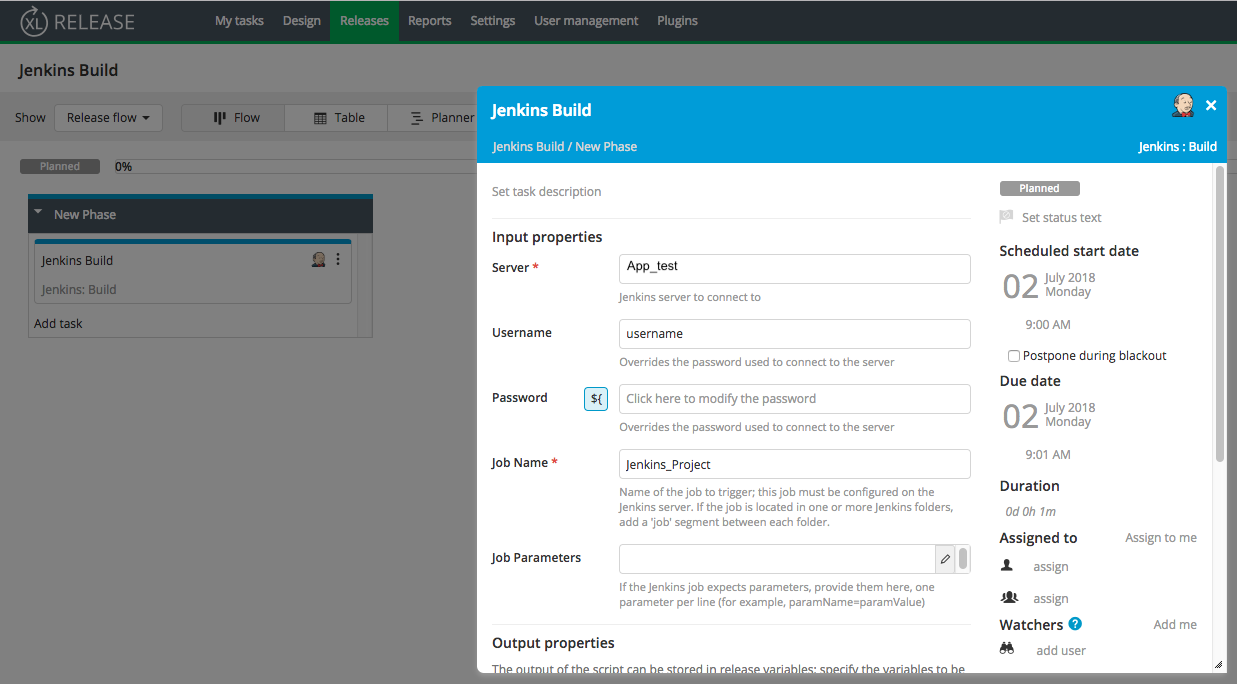 XL RELEASE
My tasks Design Releases Reports Settings User management Plugins
Jenkins Build
Show Release flow Flow Table Planner
Planned 0%
New Phase
Jenkins Build
Jenkins: Build
Add task
Jenkins Build
Jenkins Build / New Phase Jenkins : Build
Set task description
Input properties
Server *
App_test
Jenkins server to connect to
Username
username
Overrides the password used to connect to the server
Password
${
Click here to modify the password
Overrides the password used to connect to the server
Job Name *
Jenkins_Project
Name of the job to trigger; this job must be configured on the
Jenkins server. If the job is located in one or more Jenkins folders,
add a 'job' segment between each folder.
Job Parameters
If the Jenkins job expects parameters, provide them here, one
parameter per line (for example, paramName=paramValue)
Output properties
The output of the script can be stored in release variables; specify the variables to be
Planned
Set status text
Scheduled start date
02 July 2018
Monday
9:00 AM
Postpone during blackout
Due date
02 July 2018
Monday
9:01 AM
Duration
0d 0h 1m
Assigned to Assign to me
assign
assign
Watchers ? Add me
add user